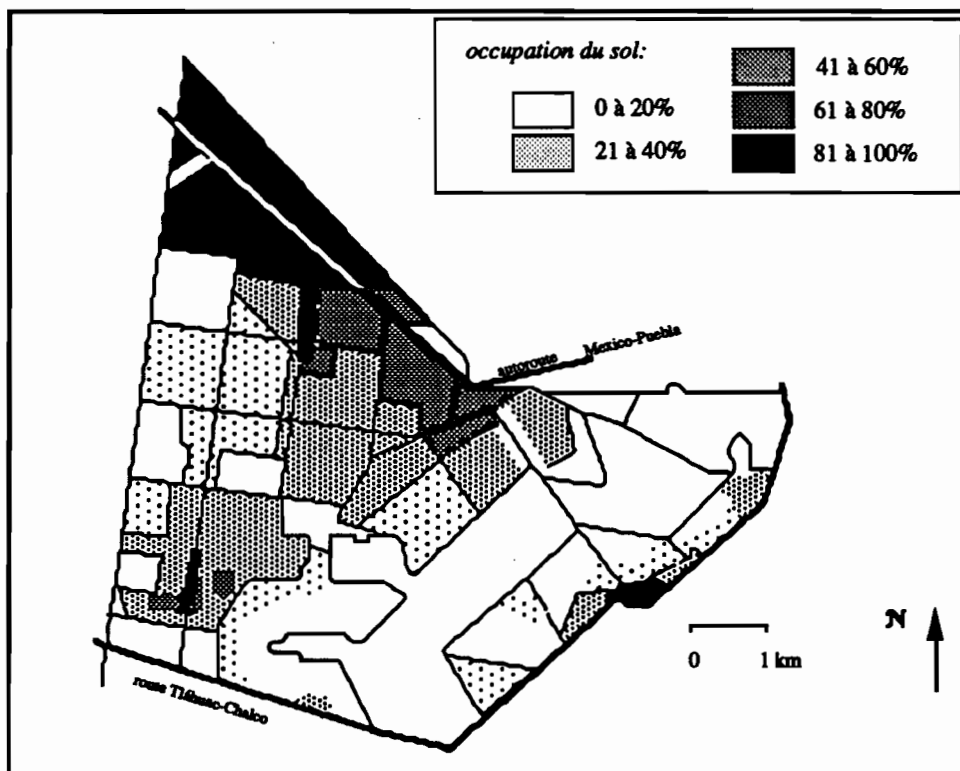 occupation du sol:
0 à 20%
21 à 40%
41 à 60%
61 à 80%
81 à 100%
autoroute Mexico-Puebla
route Tláhuac-Chalco
N
0 1 km